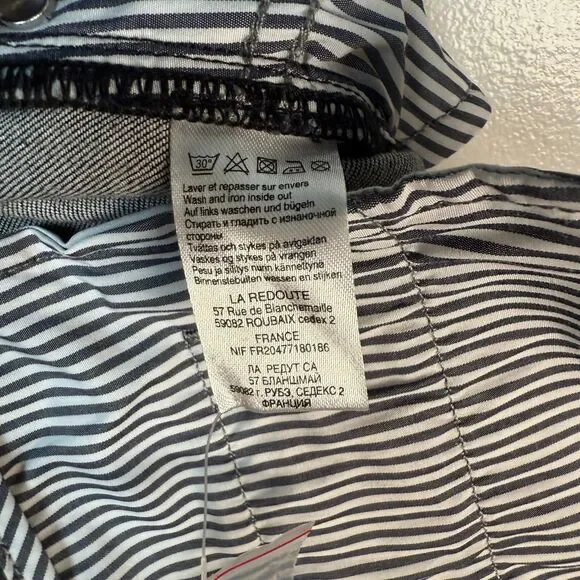 30°
Laver et repasser sur envers
Wash and iron inside out
Auf links waschen und bügeln
Стирать и гладить с изнаночной
стороны
Tvättas och stykes på avigsidan
Vaskes og stykes på vrangen
Pesu ja silitys nurin kännettynä
Binnenstebuiten wassen en stijken
LA REDOUTE
57 Rue de Blanchemaille
59082 ROUBAIX cedex 2
FRANCE
NIF FR20477180186
ЛА РЕДУТ СА
57 БЛАНШМАЙ
59082 г. РУБЭ, СЕДЕКС 2
ФРАНЦИЯ